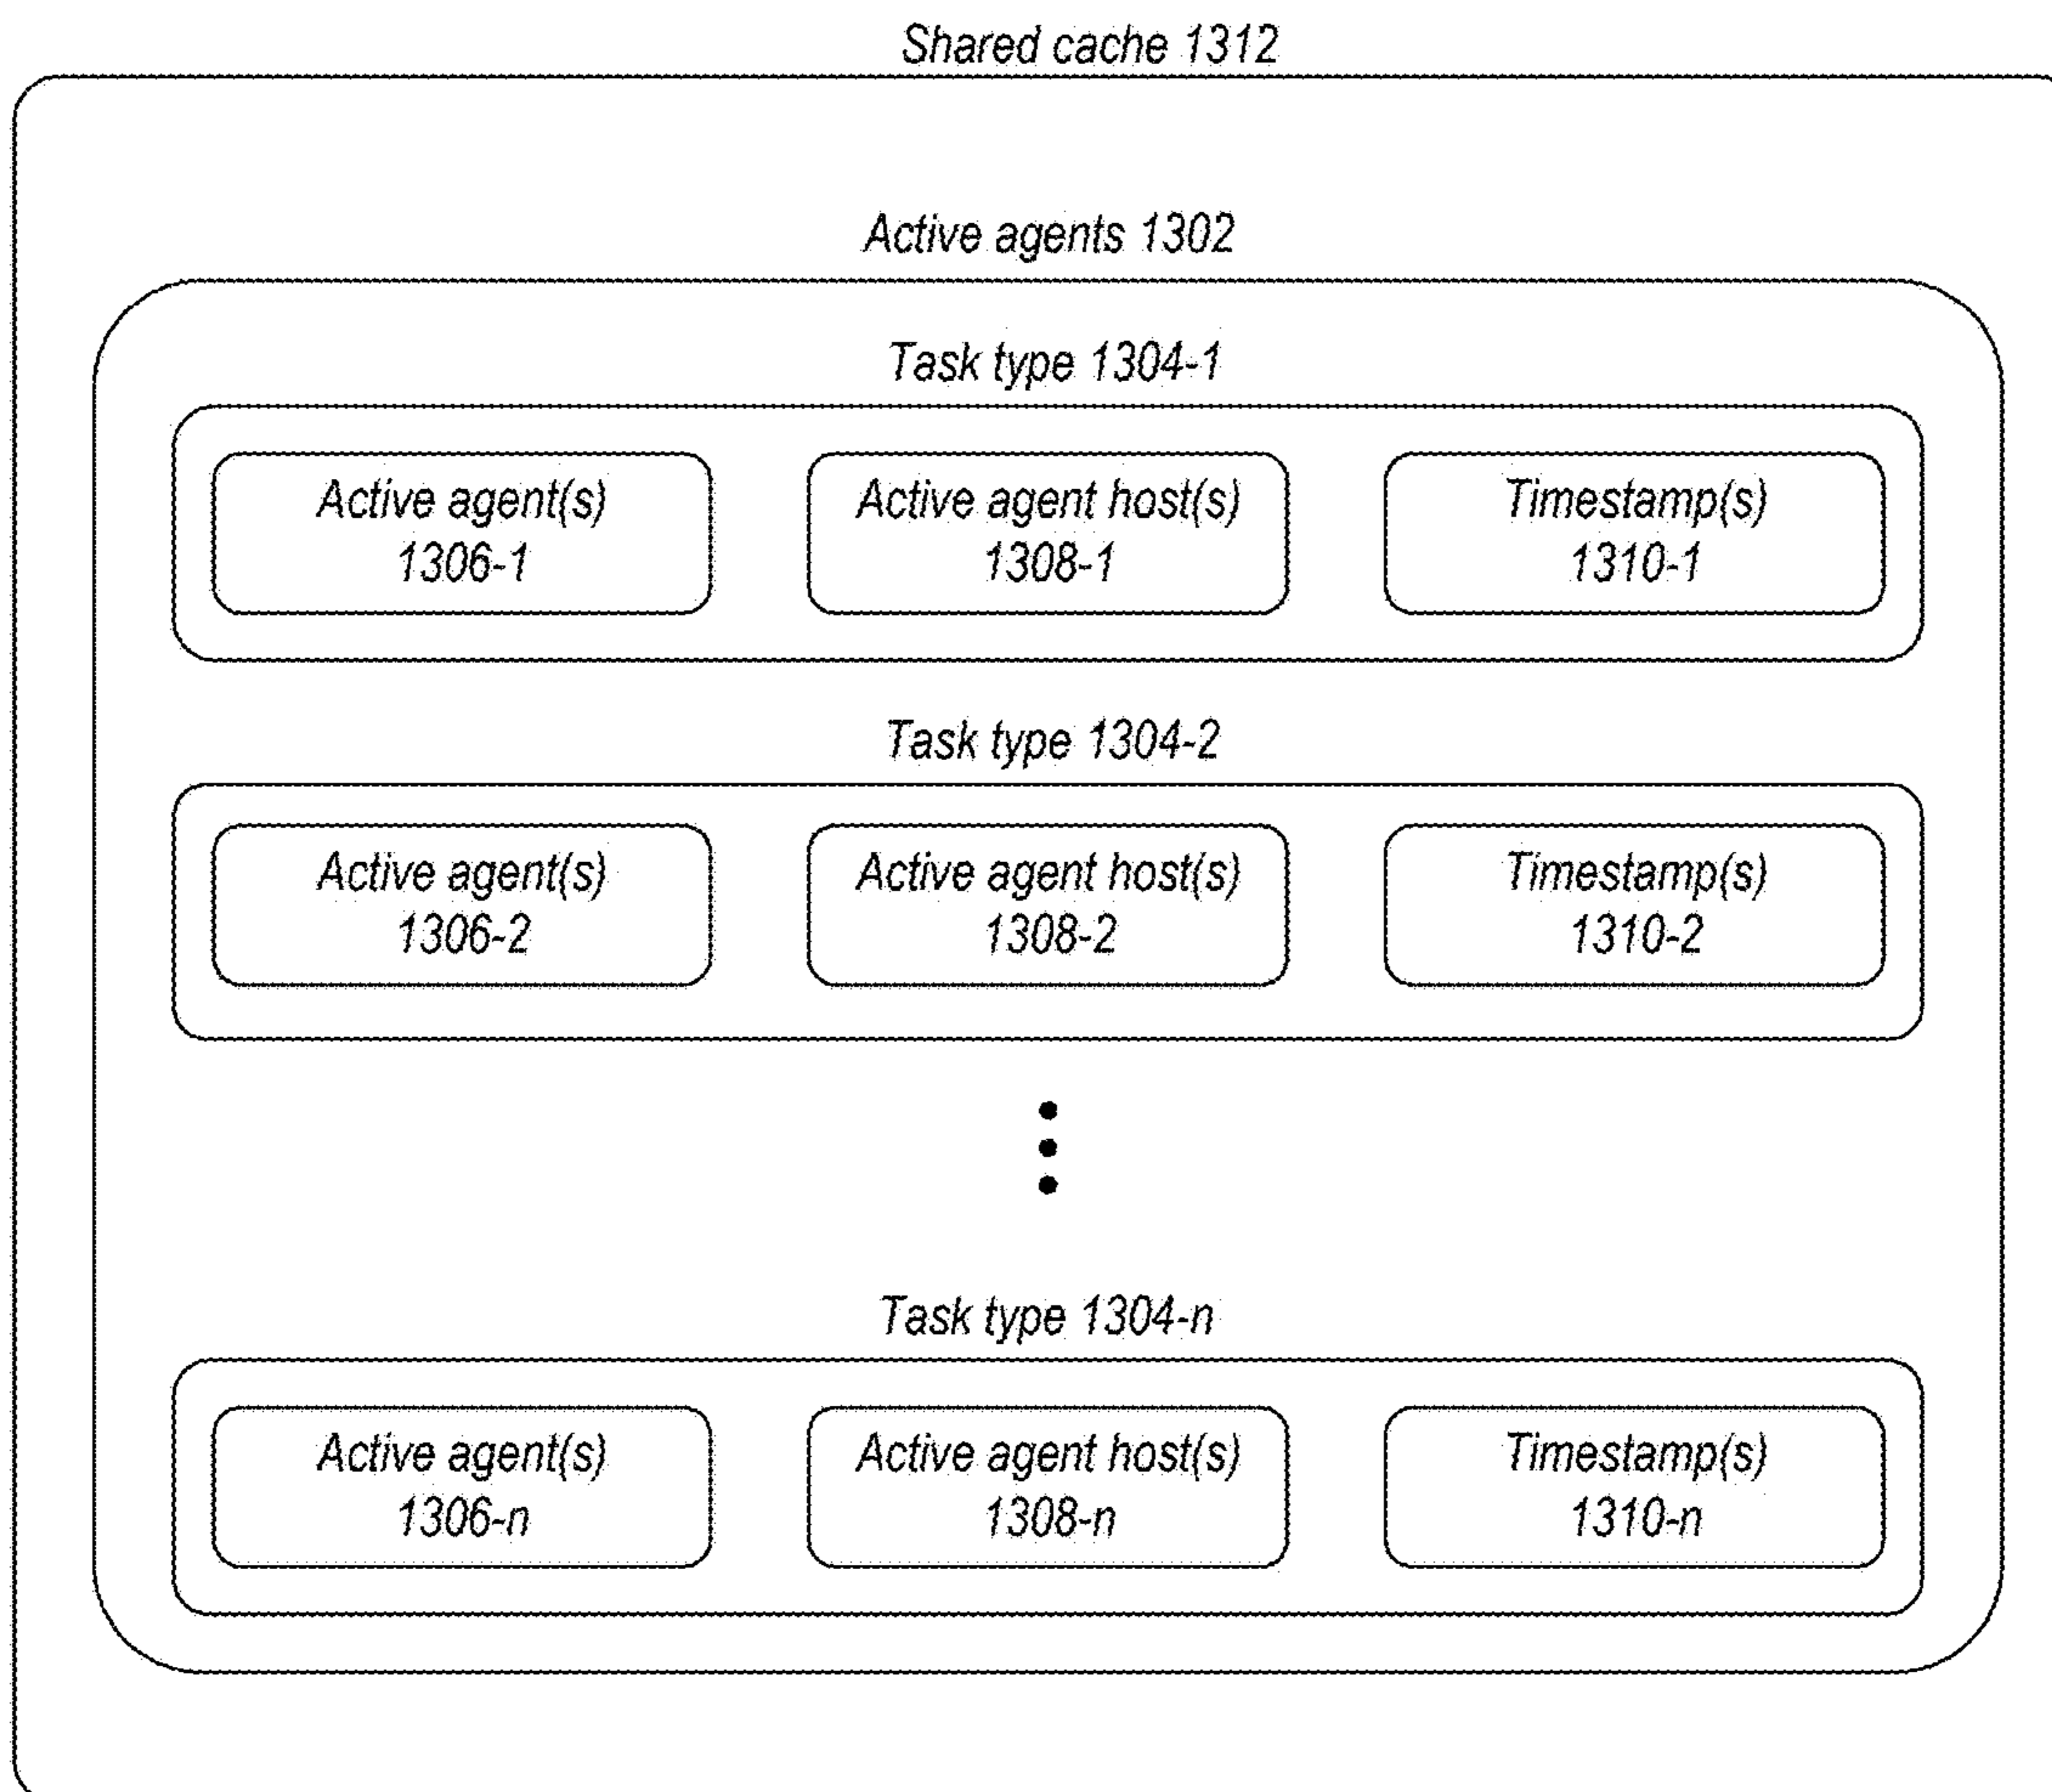 Shared cache 1312
Active agents 1302
Task type 1304-1
Active agent(s)
1306-1
Active agent host(s)
1308-1
Timestamp(s)
1310-1
Task type 1304-2
Active agent(s)
1306-2
Active agent host(s)
1308-2
Timestamp(s)
1310-2
Task type 1304-n
Active agent(s)
1306-n
Active agent host(s)
1308-n
Timestamp(s)
1310-n